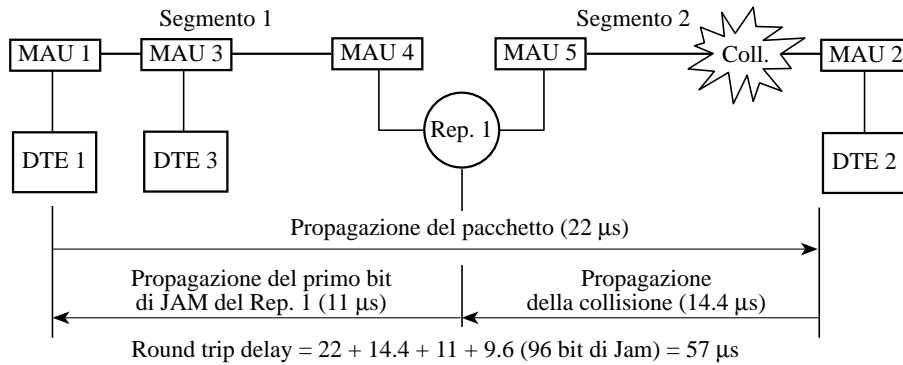 Segmento 1
Segmento 2
MAU 1
MAU 3
MAU 4
MAU 5
Coll.
MAU 2
Rep. 1
DTE 1
DTE 3
DTE 2
Propagazione del pacchetto (22 µs)
Propagazione del primo bit
di JAM del Rep. 1 (11 µs)
Propagazione
della collisione (14.4 µs)
Round trip delay = 22 + 14.4 + 11 + 9.6 (96 bit di Jam) = 57 µs